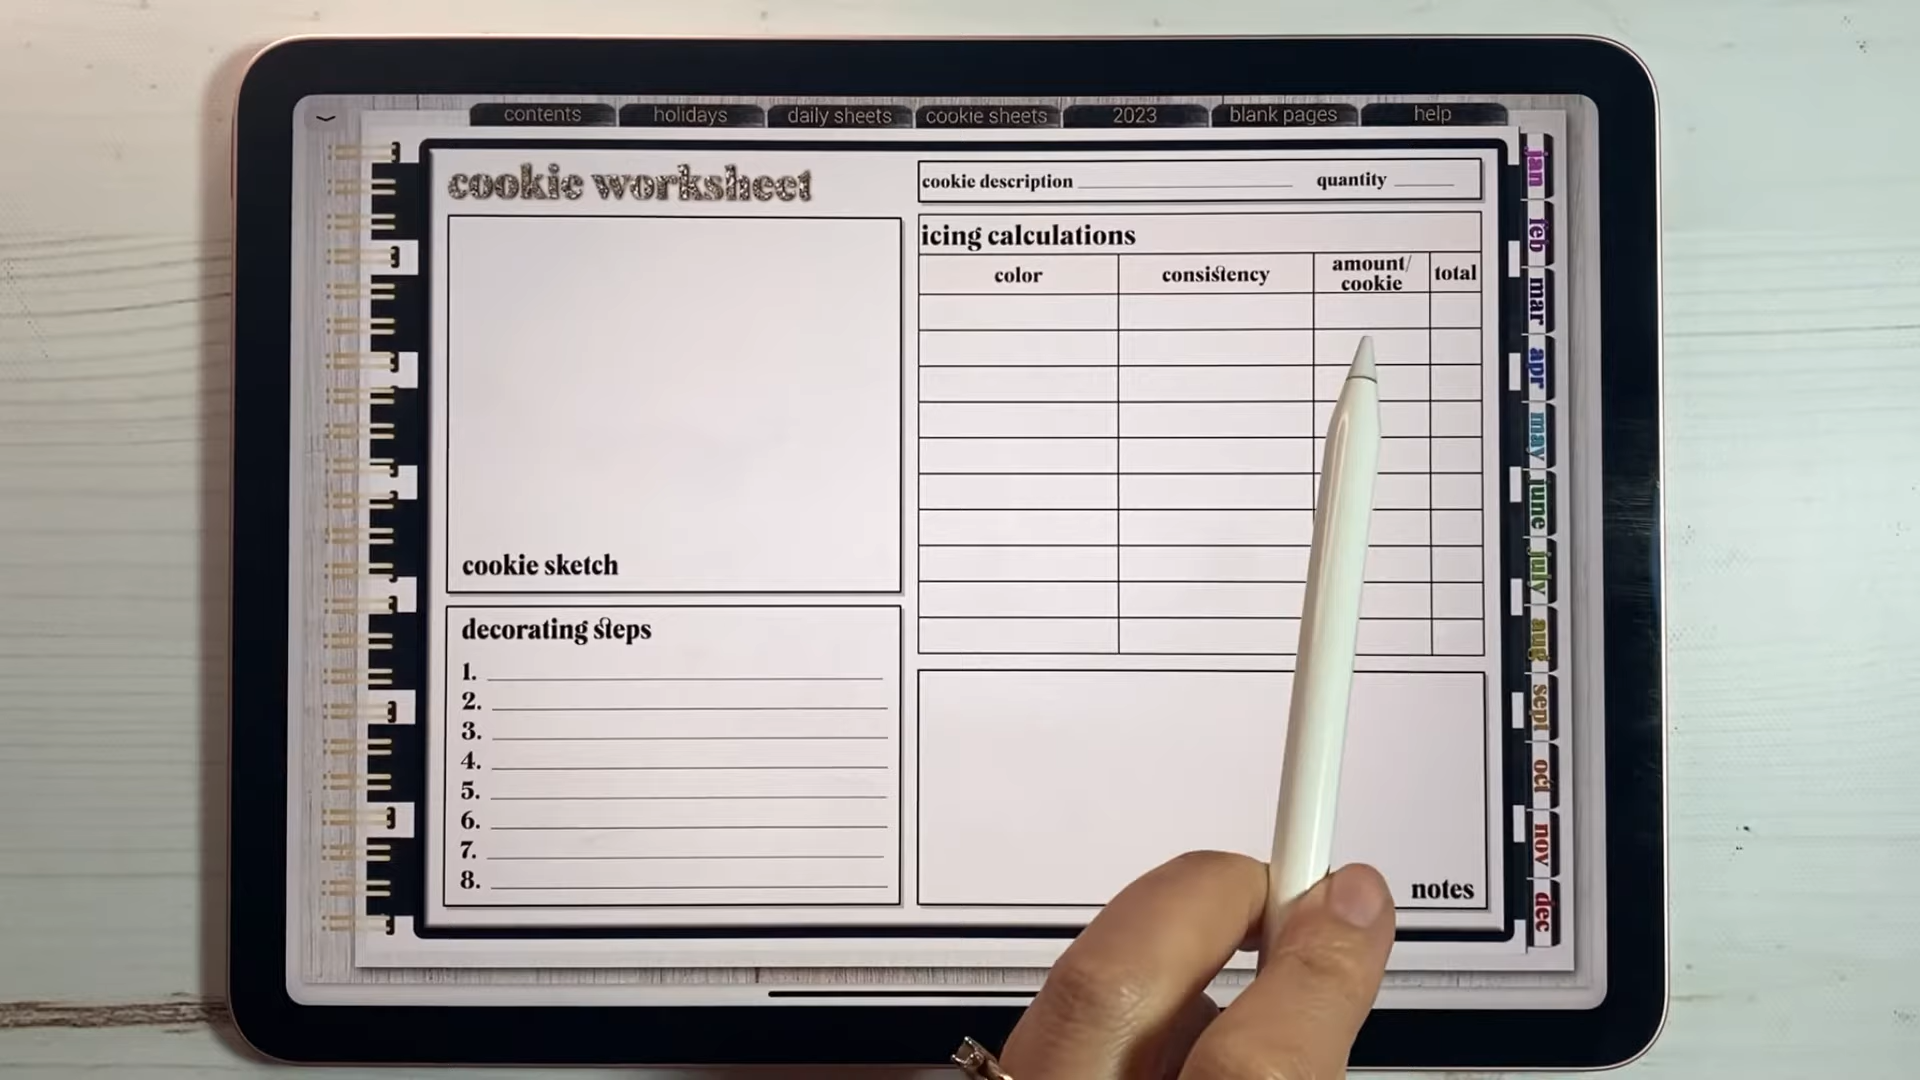 contents holidays daily sheets cookie sheets 2023 blank pages help
cookie worksheet
cookie description quantity
icing calculations
color consistency amount/ cookie total
cookie sketch
decorating steps
1.
2.
3.
4.
5.
6.
7.
8.
notes
jan
feb
mar
apr
may
june
july
aug
sept
oct
nov
dec